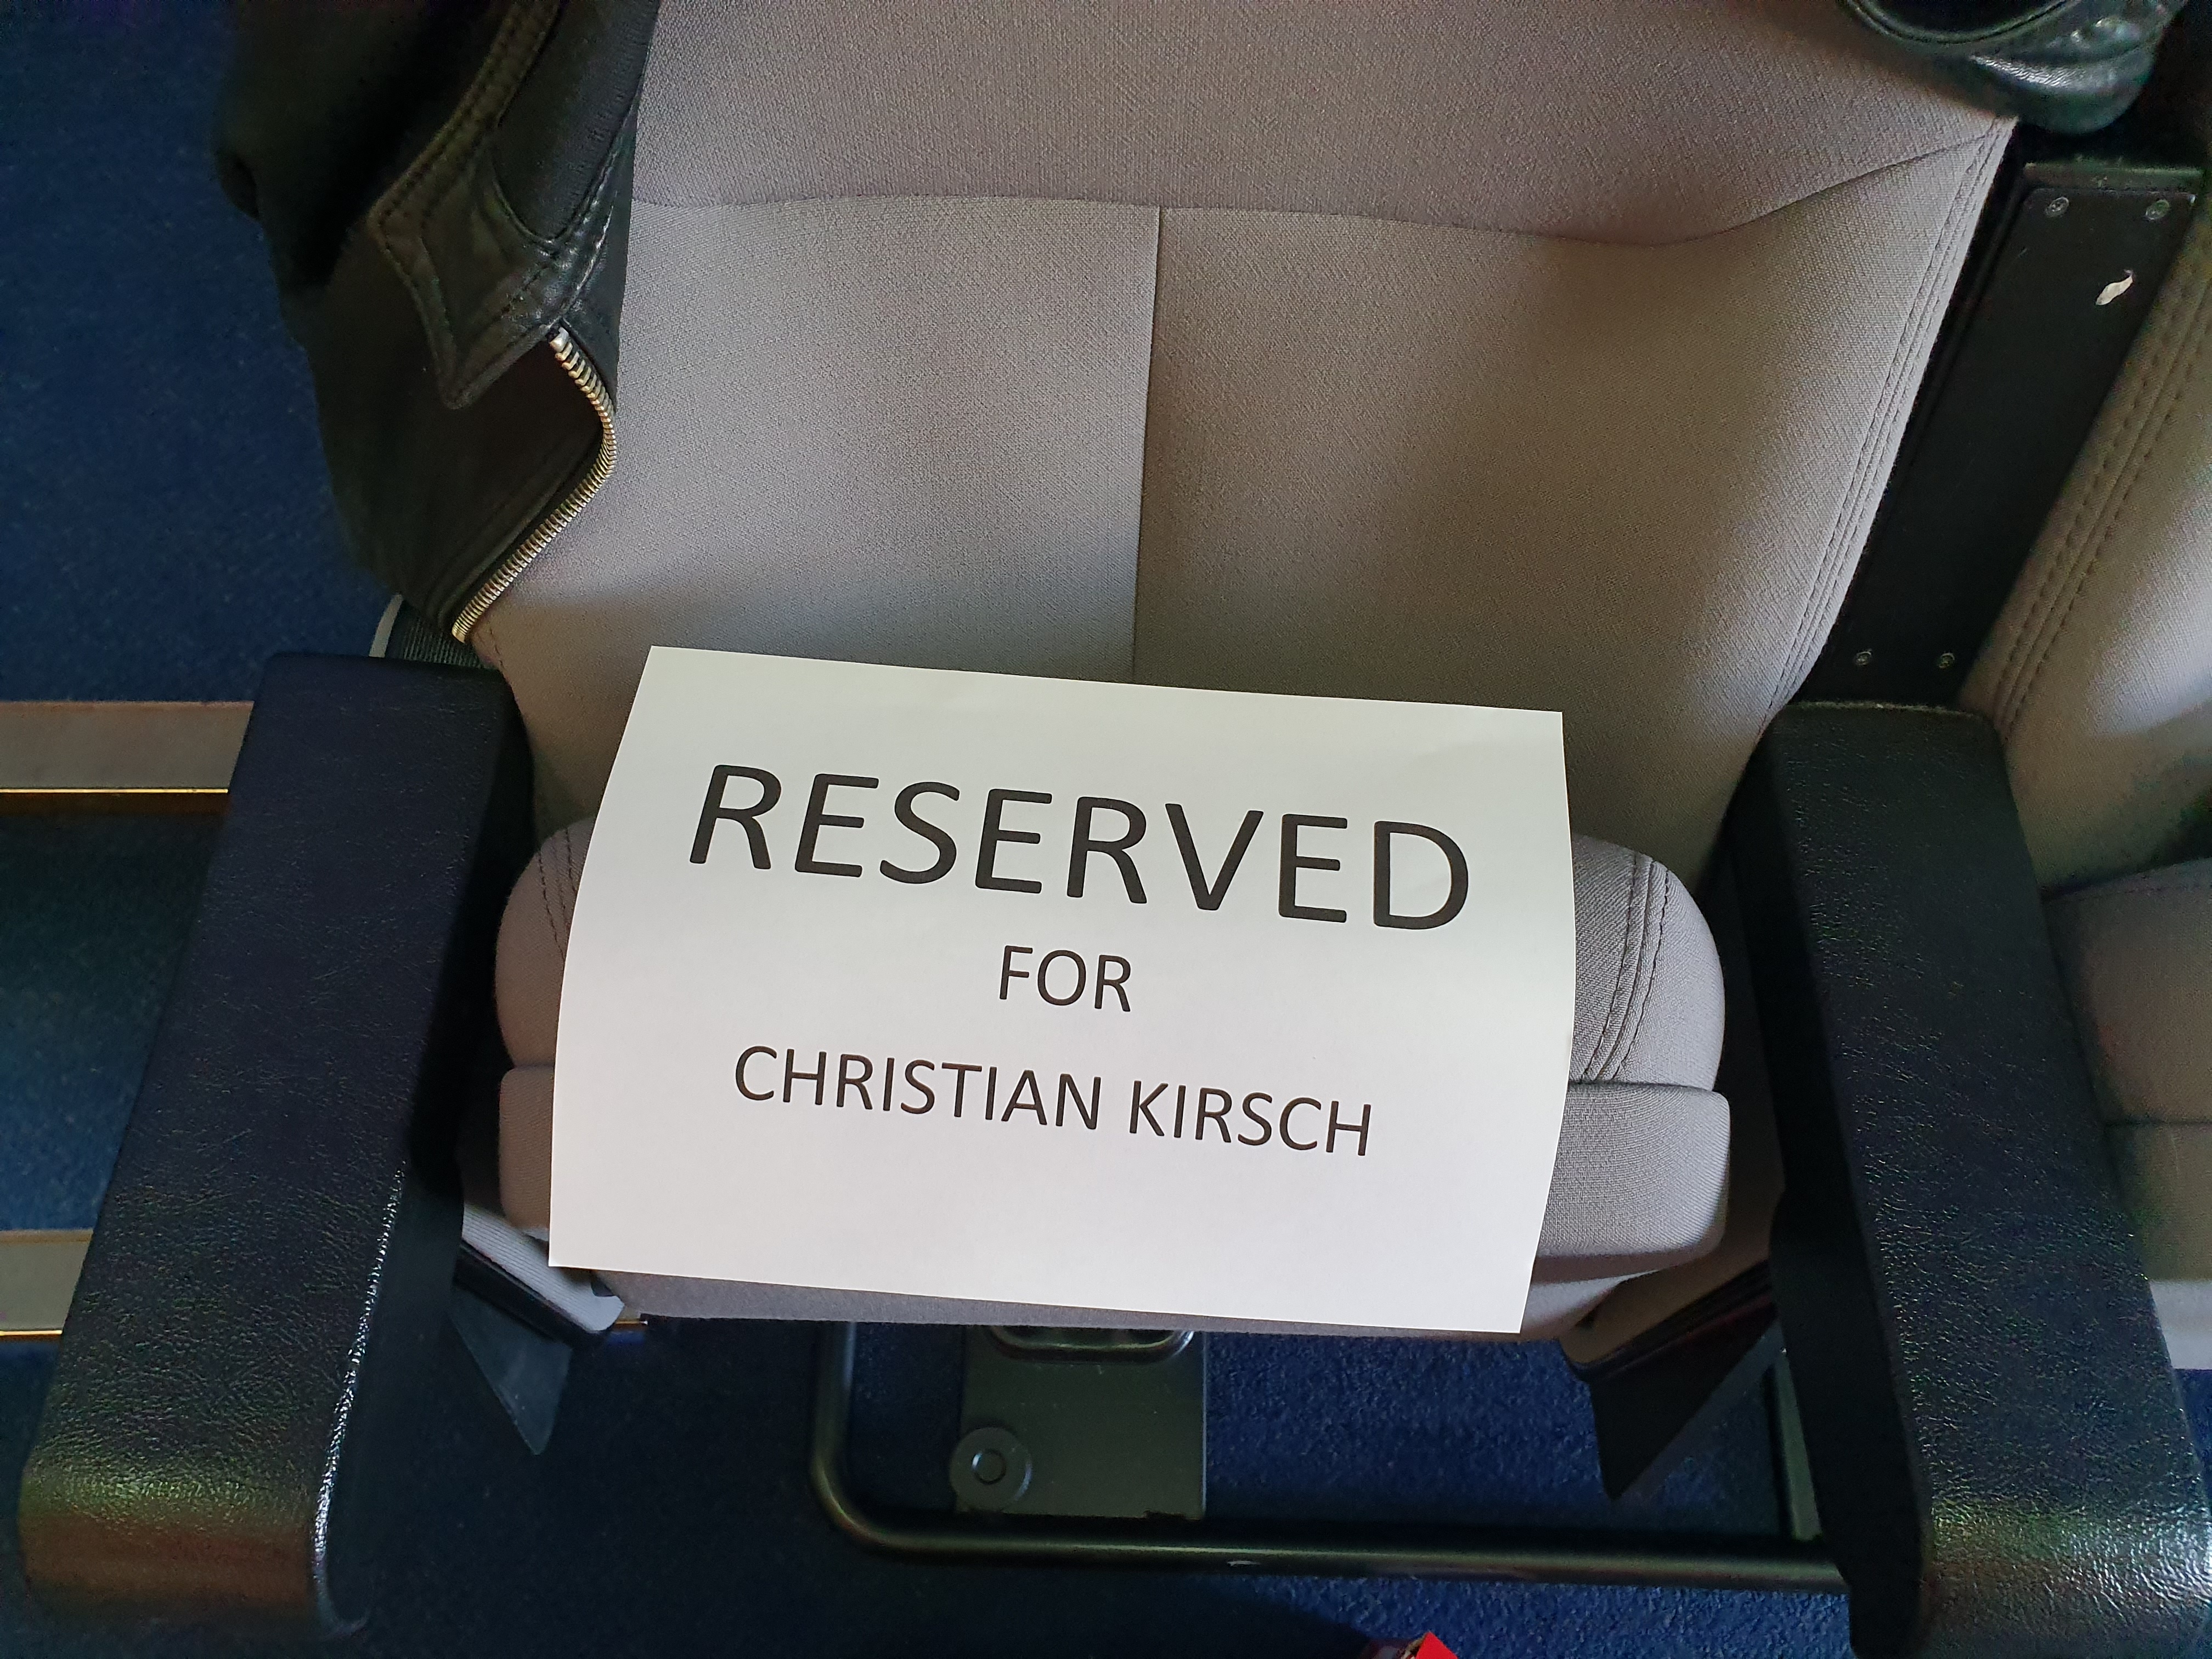 RESERVED
FOR
CHRISTIAN KIRSCH